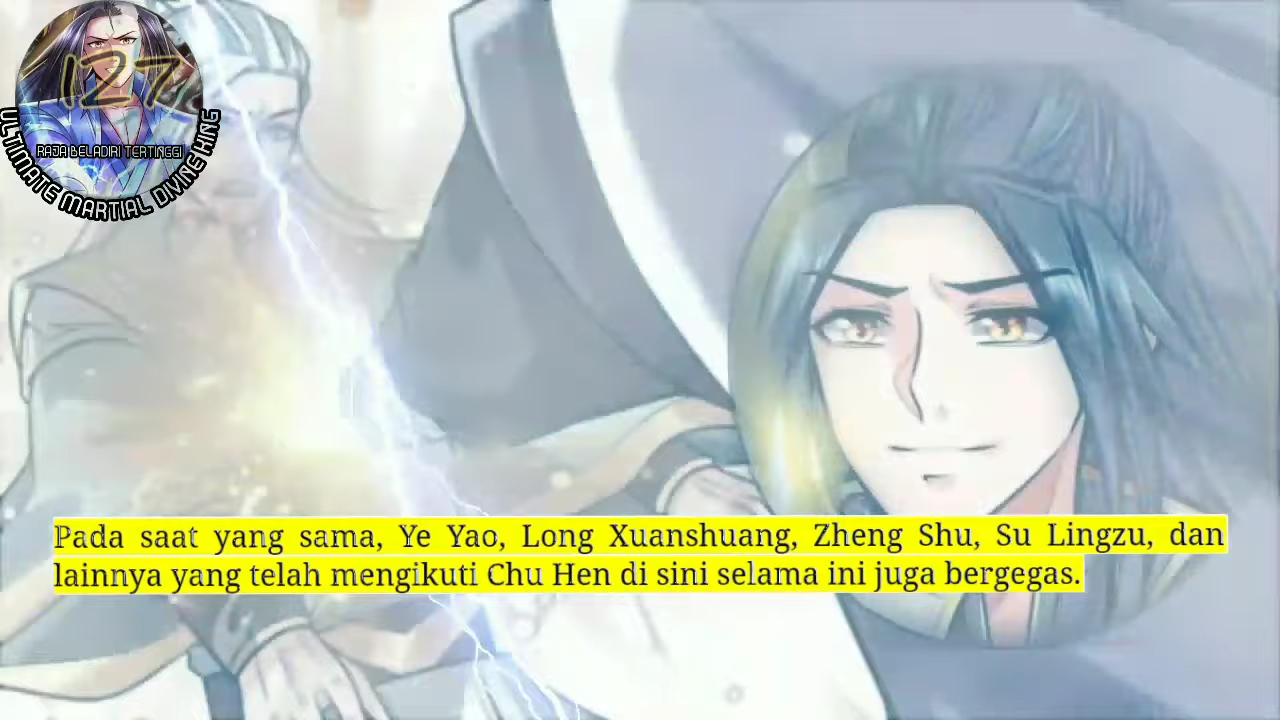 127
RAJA BELADIRI TERTINGGI
ULTIMATE MARTIAL DIVINE KING
Pada saat yang sama, Ye Yao, Long Xuanshuang, Zheng Shu, Su Lingzu, dan
lainnya yang telah mengikuti Chu Hen di sini selama ini juga bergegas.